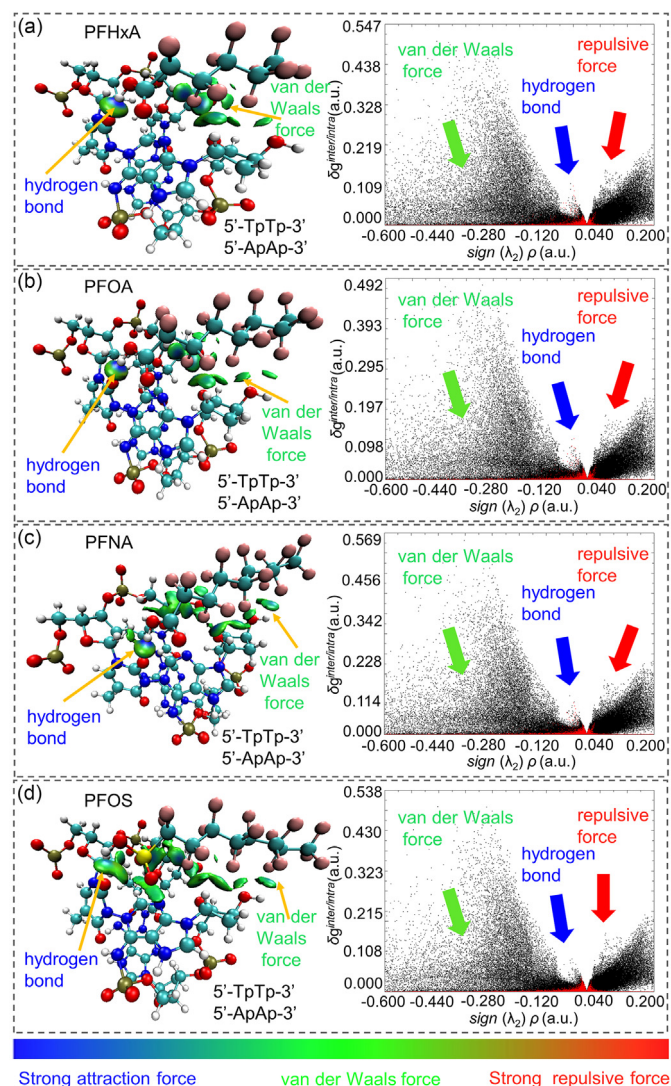 (a)
PFHxA
van der
Waals
force
hydrogen
bond
5'-TpTp-3'
5'-ApAp-3'
δg^inter/intra (a.u.)
0.547
0.438
0.328
0.219
0.109
0.000
van der Waals
force
hydrogen
bond
repulsive
force
-0.600 -0.440 -0.280 -0.120 0.040 0.200
sign (λ₂) ρ (a.u.)
(b)
PFOA
hydrogen
bond
van der
Waals
force
5'-TpTp-3'
5'-ApAp-3'
δg^inter/intra (a.u.)
0.492
0.393
0.295
0.197
0.098
0.000
van der Waals
force
hydrogen
bond
repulsive
force
-0.600 -0.440 -0.280 -0.120 0.040 0.200
sign (λ₂) ρ (a.u.)
(c)
PFNA
hydrogen
bond
van der
Waals
force
5'-TpTp-3'
5'-ApAp-3'
δg^inter/intra (a.u.)
0.569
0.456
0.342
0.228
0.114
0.000
van der Waals
force
hydrogen
bond
repulsive
force
-0.600 -0.440 -0.280 -0.120 0.040 0.200
sign (λ₂) ρ (a.u.)
(d)
PFOS
hydrogen
bond
van der
Waals
force
5'-TpTp-3'
5'-ApAp-3'
δg^inter/intra (a.u.)
0.538
0.430
0.323
0.215
0.108
0.000
van der Waals
force
hydrogen
bond
repulsive
force
-0.600 -0.440 -0.280 -0.120 0.040 0.200
sign (λ₂) ρ (a.u.)
Strong attraction force van der Waals force Strong repulsive force